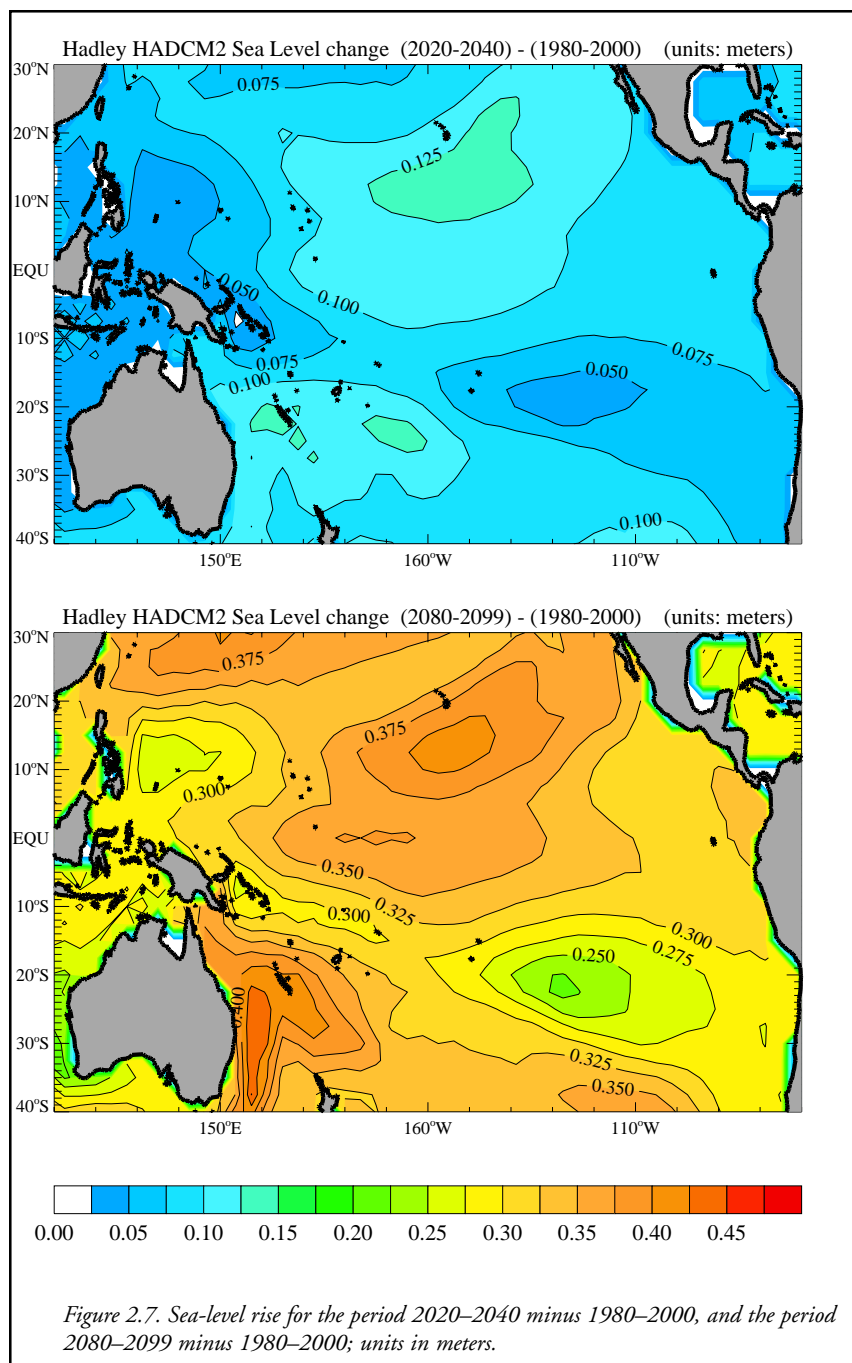 Hadley HADCM2 Sea Level change (2020-2040) - (1980-2000) (units: meters)
30°N
20°N
10°N
EQU
10°S
20°S
30°S
40°S
0.075
0.125
0.050
0.100
0.075
0.100
0.075
0.050
0.100
150°E
160°W
110°W
Hadley HADCM2 Sea Level change (2080-2099) - (1980-2000) (units: meters)
30°N
20°N
10°N
EQU
10°S
20°S
30°S
40°S
0.375
0.375
0.300
0.350
0.325
0.300
0.300
0.275
0.250
0.400
0.325
0.350
150°E
160°W
110°W
0.00 0.05 0.10 0.15 0.20 0.25 0.30 0.35 0.40 0.45
Figure 2.7. Sea-level rise for the period 2020–2040 minus 1980–2000, and the period
2080–2099 minus 1980–2000; units in meters.